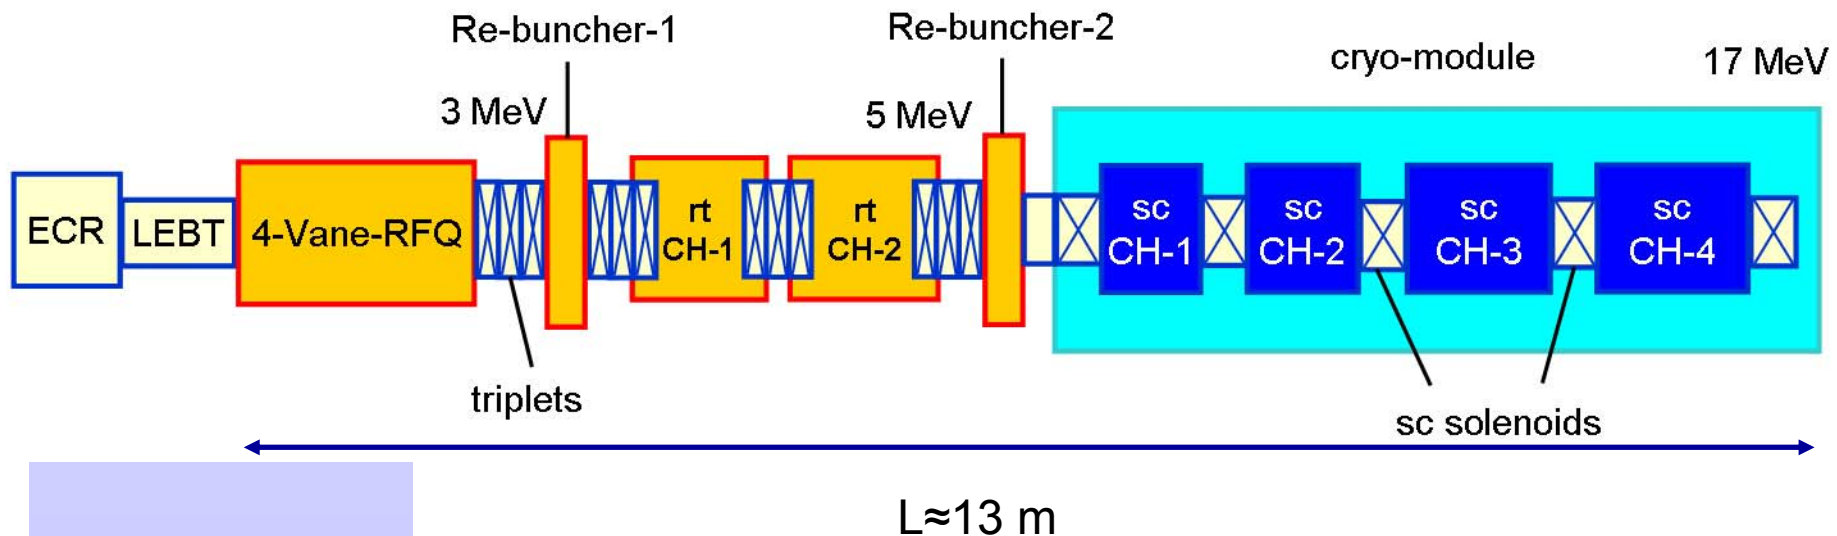 Re-buncher-1
Re-buncher-2
cryo-module
17 MeV
3 MeV
5 MeV
ECR
LEBT
4-Vane-RFQ
rt
CH-1
rt
CH-2
sc
CH-1
sc
CH-2
sc
CH-3
sc
CH-4
triplets
sc solenoids
L≈13 m